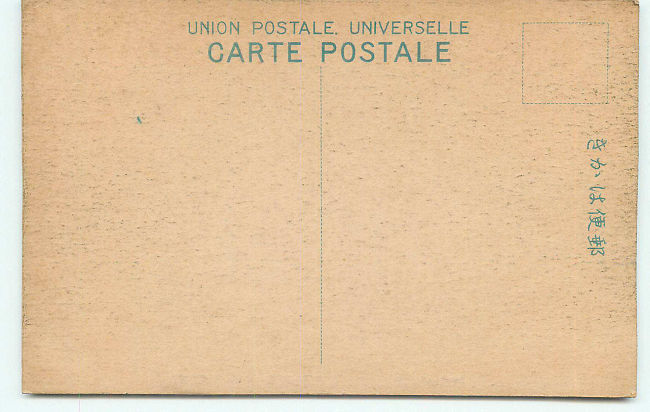 UNION POSTALE. UNIVERSELLE
CARTE POSTALE
郵便はかき